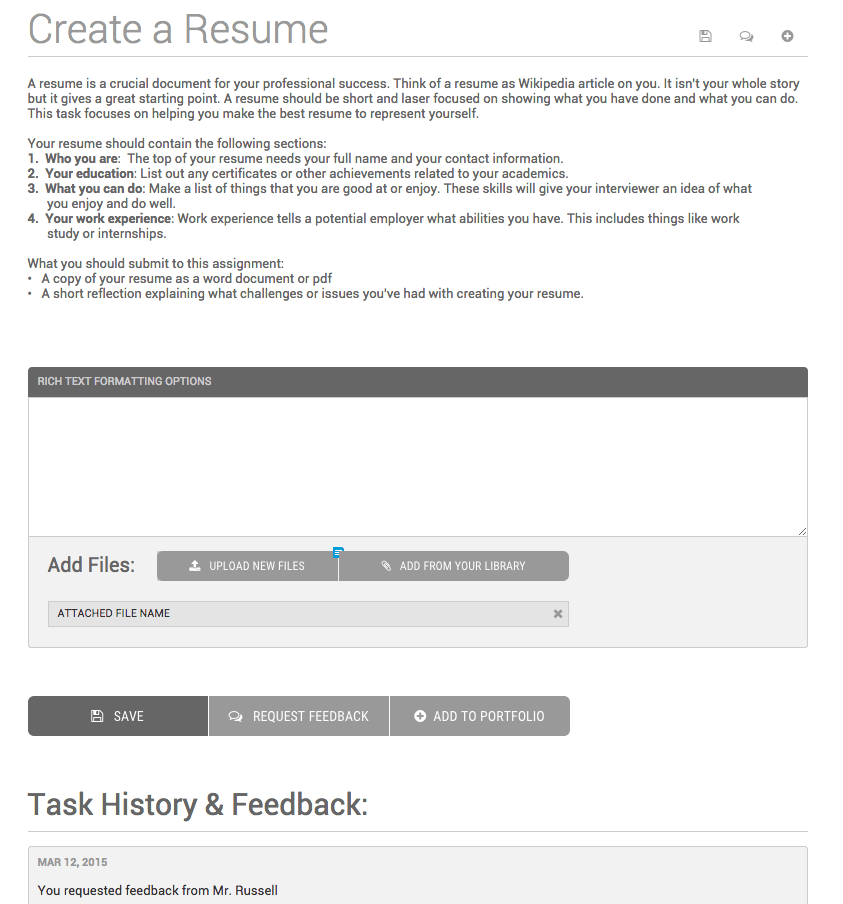 Create a Resume
A resume is a crucial document for your professional success. Think of a resume as Wikipedia article on you. It isn't your whole story
but it gives a great starting point. A resume should be short and laser focused on showing what you have done and what you can do.
This task focuses on helping you make the best resume to represent yourself.
Your resume should contain the following sections:
1. Who you are: The top of your resume needs your full name and your contact information.
2. Your education: List out any certificates or other achievements related to your academics.
3. What you can do: Make a list of things that you are good at or enjoy. These skills will give your interviewer an idea of what
you enjoy and do well.
4. Your work experience: Work experience tells a potential employer what abilities you have. This includes things like work
study or internships.
What you should submit to this assignment:
• A copy of your resume as a word document or pdf
• A short reflection explaining what challenges or issues you've had with creating your resume.
RICH TEXT FORMATTING OPTIONS
Add Files: UPLOAD NEW FILES ADD FROM YOUR LIBRARY
ATTACHED FILE NAME
SAVE REQUEST FEEDBACK ADD TO PORTFOLIO
Task History & Feedback:
MAR 12, 2015
You requested feedback from Mr. Russell